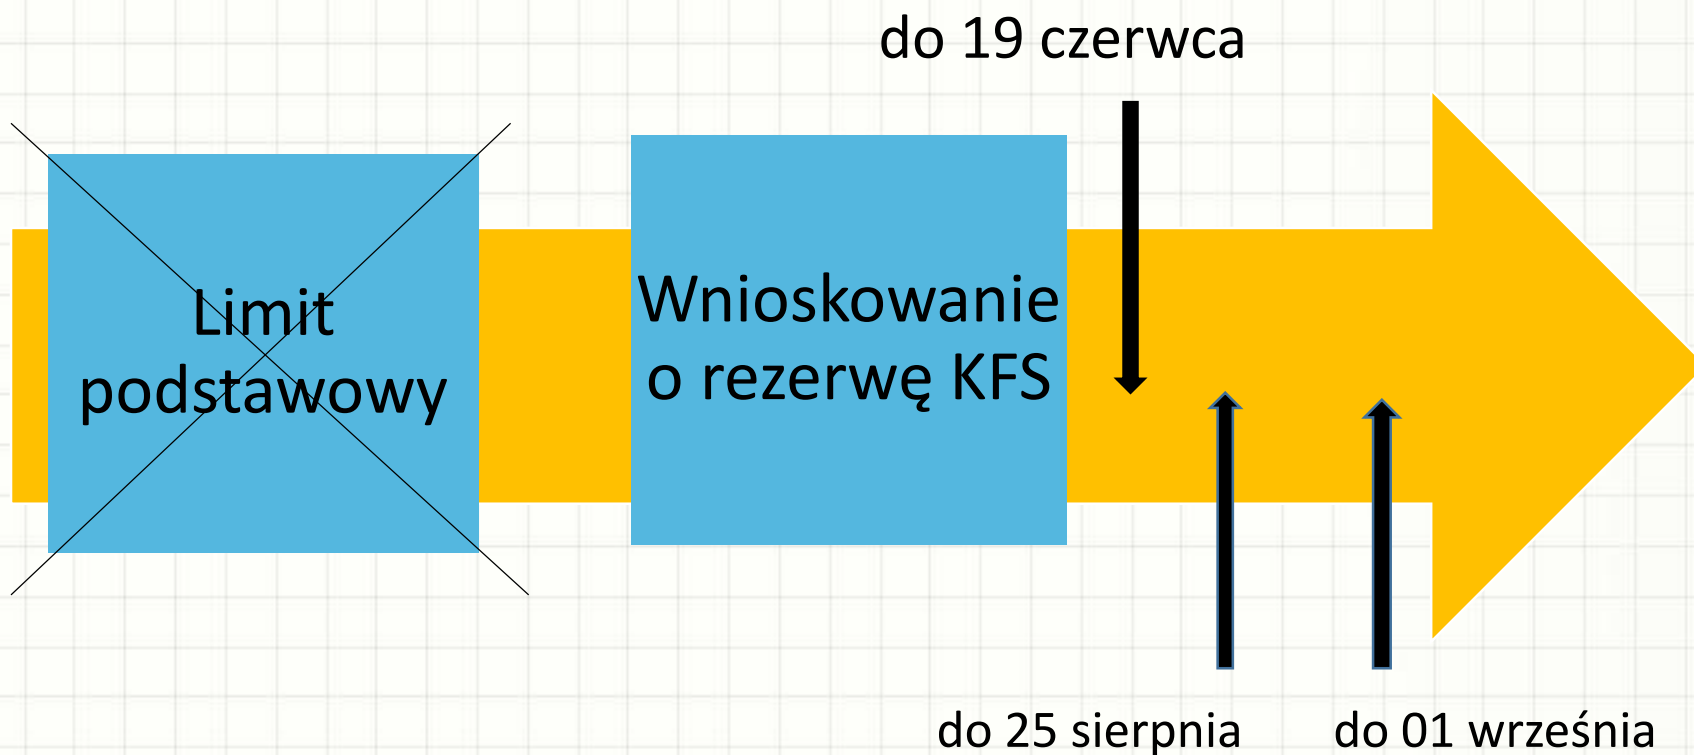 do 19 czerwca
Limit
podstawowy
Wnioskowanie
o rezerwę KFS
do 25 sierpnia
do 01 września